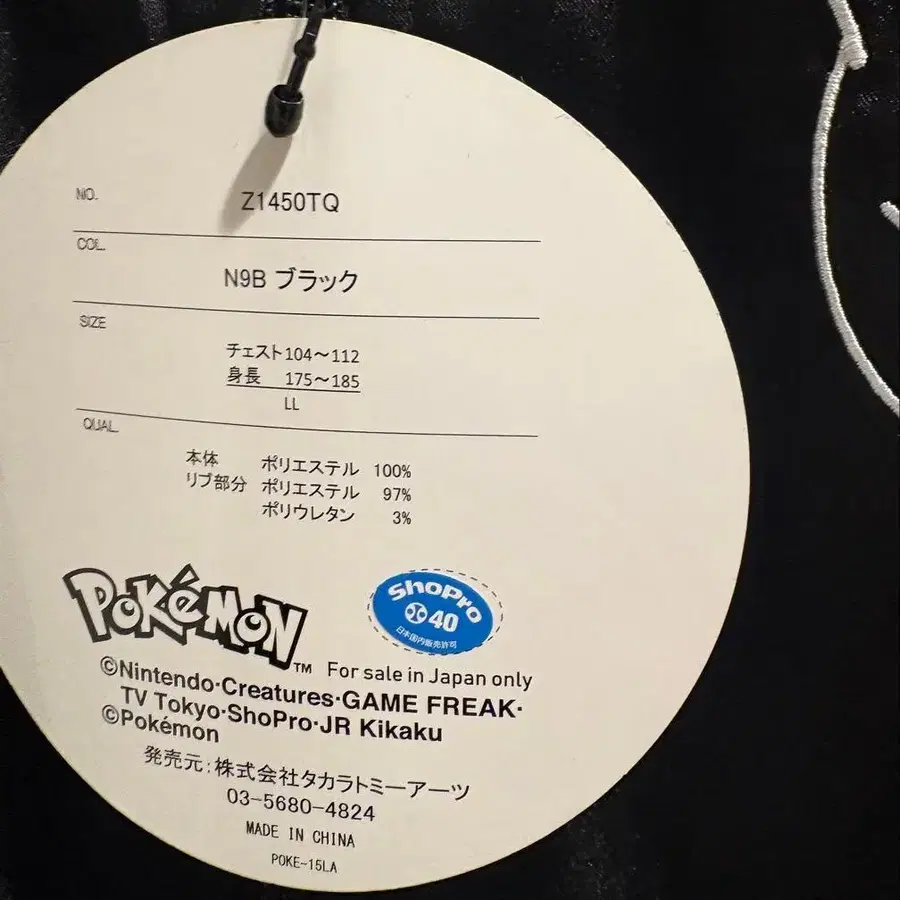 NO.
Z1450TQ
COL.
N9B ブラック
SIZE
チェスト104～112
身長 175～185
LL
QUAL.
本体 ポリエステル 100%
リブ部分 ポリエステル 97%
ポリウレタン 3%
POKéMON™
ShoPro
40
日本国内販売許可
For sale in Japan only
©Nintendo·Creatures·GAME FREAK·
TV Tokyo·ShoPro·JR Kikaku
©Pokémon
発売元:株式会社タカラトミーアーツ
03-5680-4824
MADE IN CHINA
POKE-15LA